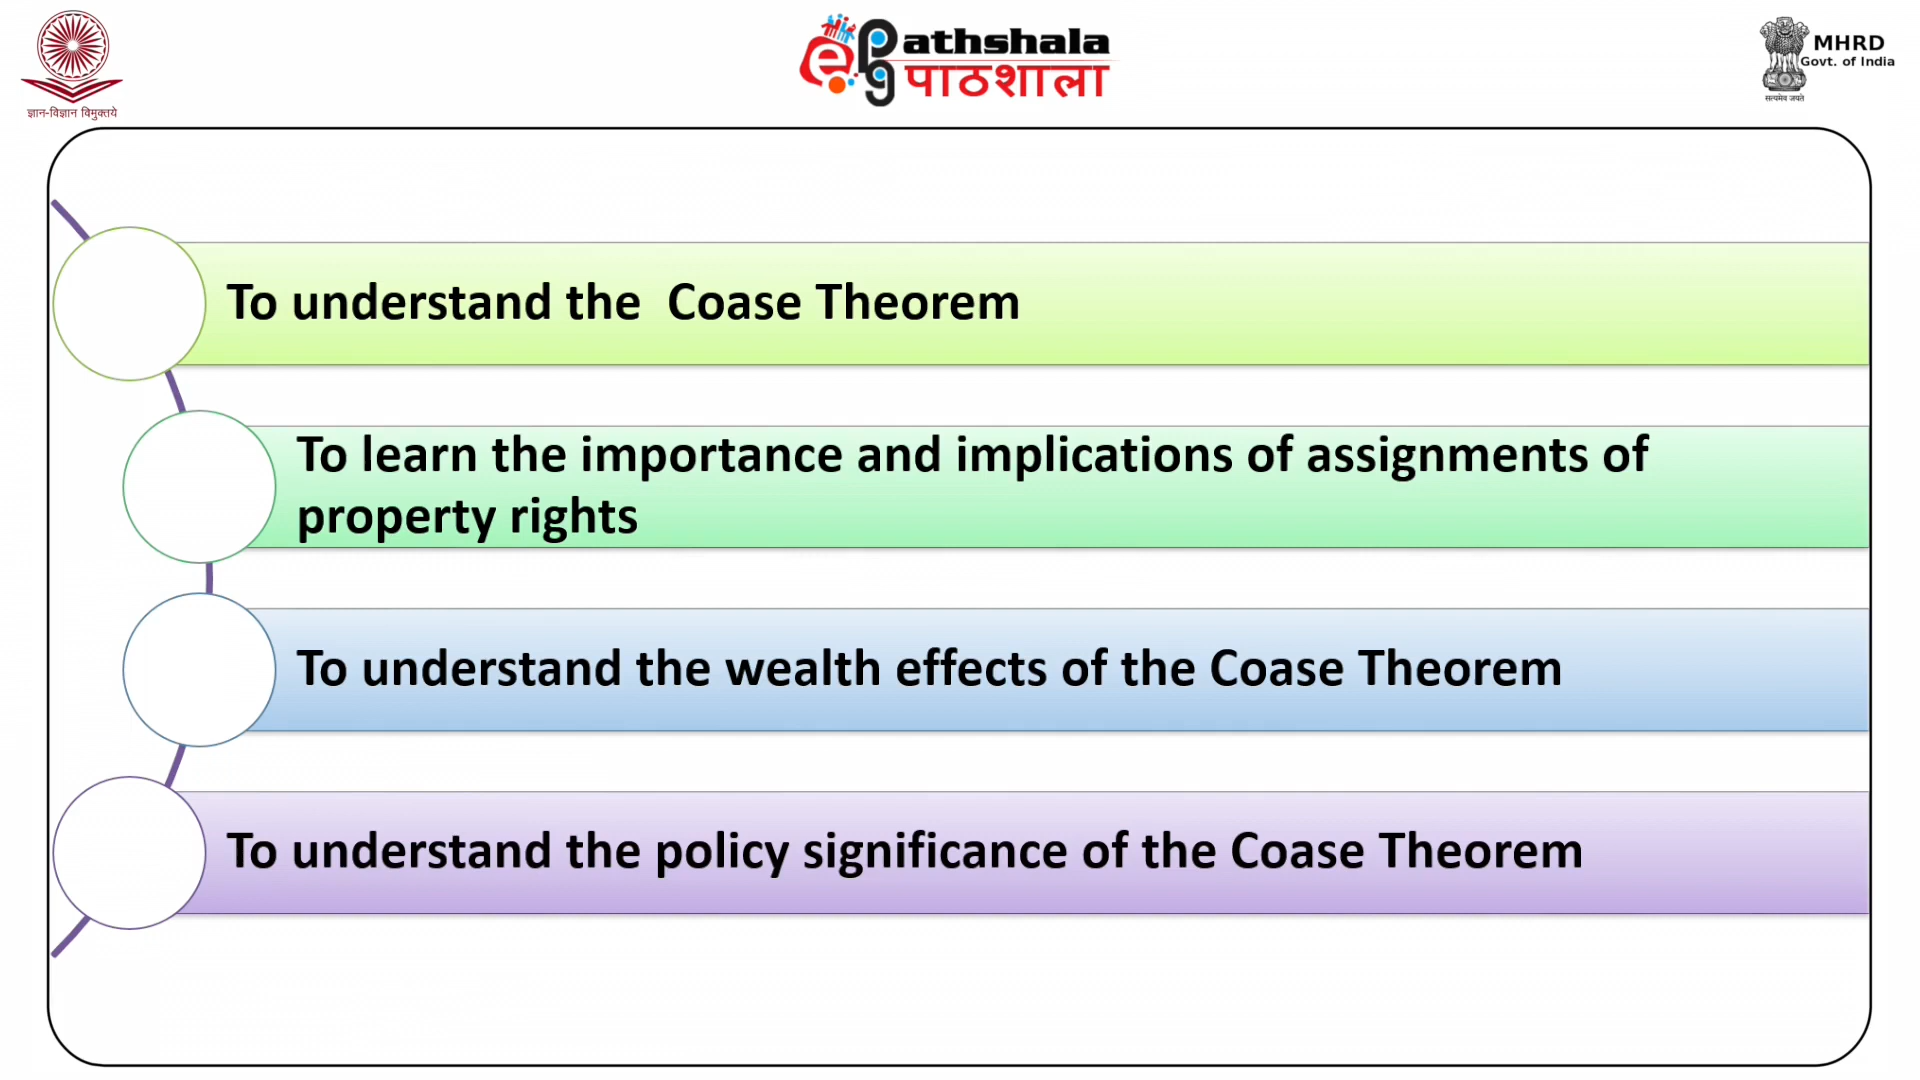 ज्ञान-विज्ञान विमुक्तये
e pg athshala
पाठशाला
MHRD
Govt. of India
सत्यमेव जयते
To understand the  Coase Theorem
To learn the importance and implications of assignments of
property rights
To understand the wealth effects of the Coase Theorem
To understand the policy significance of the Coase Theorem